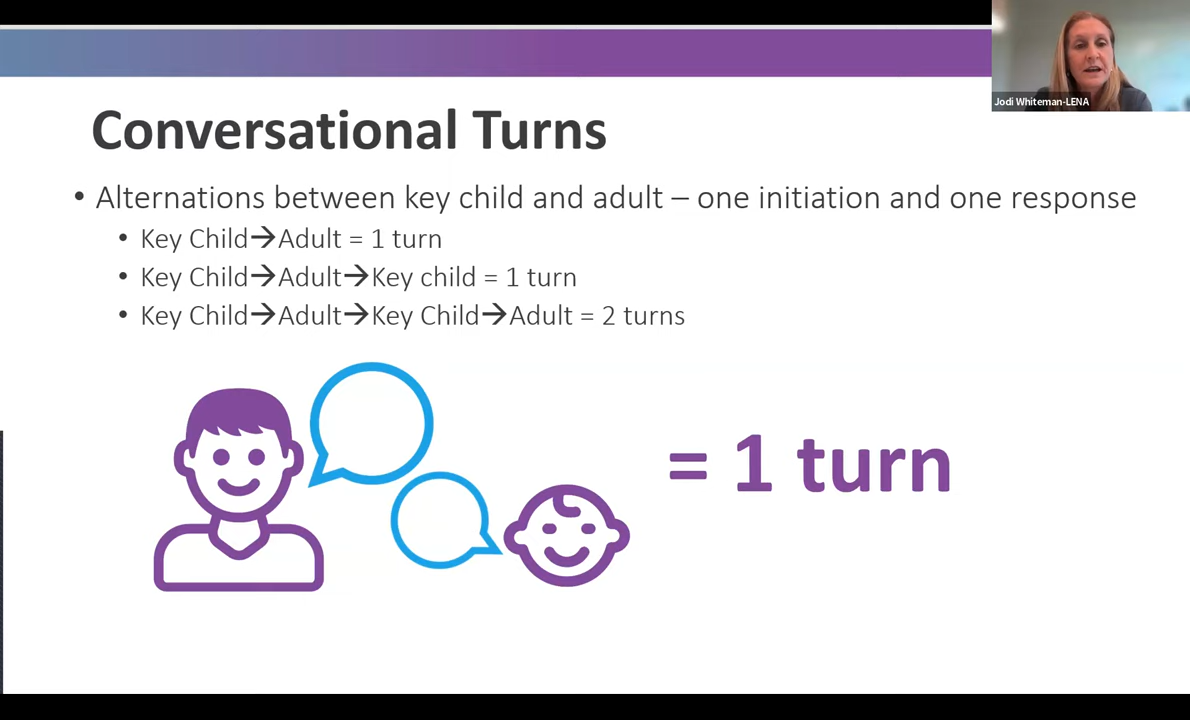 Jodi Whiteman-LENA
Conversational Turns
• Alternations between key child and adult – one initiation and one response
• Key Child→Adult = 1 turn
• Key Child→Adult→Key child = 1 turn
• Key Child→Adult→Key Child→Adult = 2 turns
= 1 turn